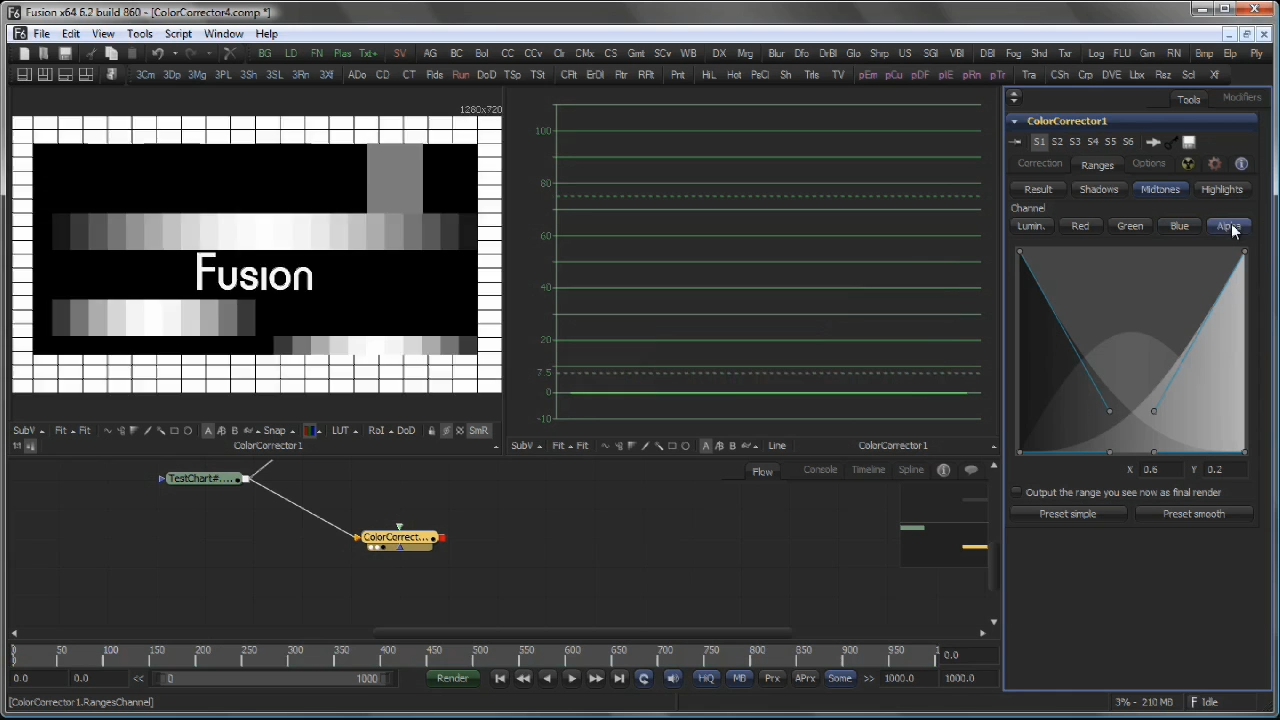 Fusion x64 6.2 build 860 - [ColorCorrector4.comp *]
File Edit View Tools Script Window Help
BG LD FN Plas Txt+ SV AG BC Bol CC CCv Clr CMx CS Gmt SCv WB DX Mrg Blur Dfo DrBl Glo Shrp US SGl VBl DBl Fog Shd Txr Log FLU Gm RN Bmp Elp Ply
3Cm 3Dp 3Mg 3PL 3Sh 3SL 3Rn 3Xf ADo CD CT Fids Run DoD TSp TSt CFlt ErDl Fltr RFlt Pnt HiL Hot PsCl Sh Trls TV pEm pCu pDF pIE pRn pTr Tra CSh Crp DVE Lbx Rsz Scl Xf
1280x720
Fusion
100
80
60
40
20
7.5
0
-10
SubV Fit Fit A B Snap LUT RoI DoD SmR
1:1 ColorCorrector1
SubV Fit Fit A B Line ColorCorrector1
Tools Modifiers
ColorCorrector1
S1 S2 S3 S4 S5 S6
Correction Ranges Options
Result Shadows Midtones Highlights
Channel
Lumin. Red Green Blue Alpha
X 0.6 Y 0.2
Output the range you see now as final render
Preset simple Preset smooth
Flow Console Timeline Spline
TestChart#....
ColorCorrect...
0 50 100 150 200 250 300 350 400 450 500 550 600 650 700 750 800 850 900 950 1 0.0
0.0 0.0 << 0 1000 Render HiQ MB Prx APrx Some >> 1000.0 1000.0
[ColorCorrector1.RangesChannel] 3% - 210 MB Idle